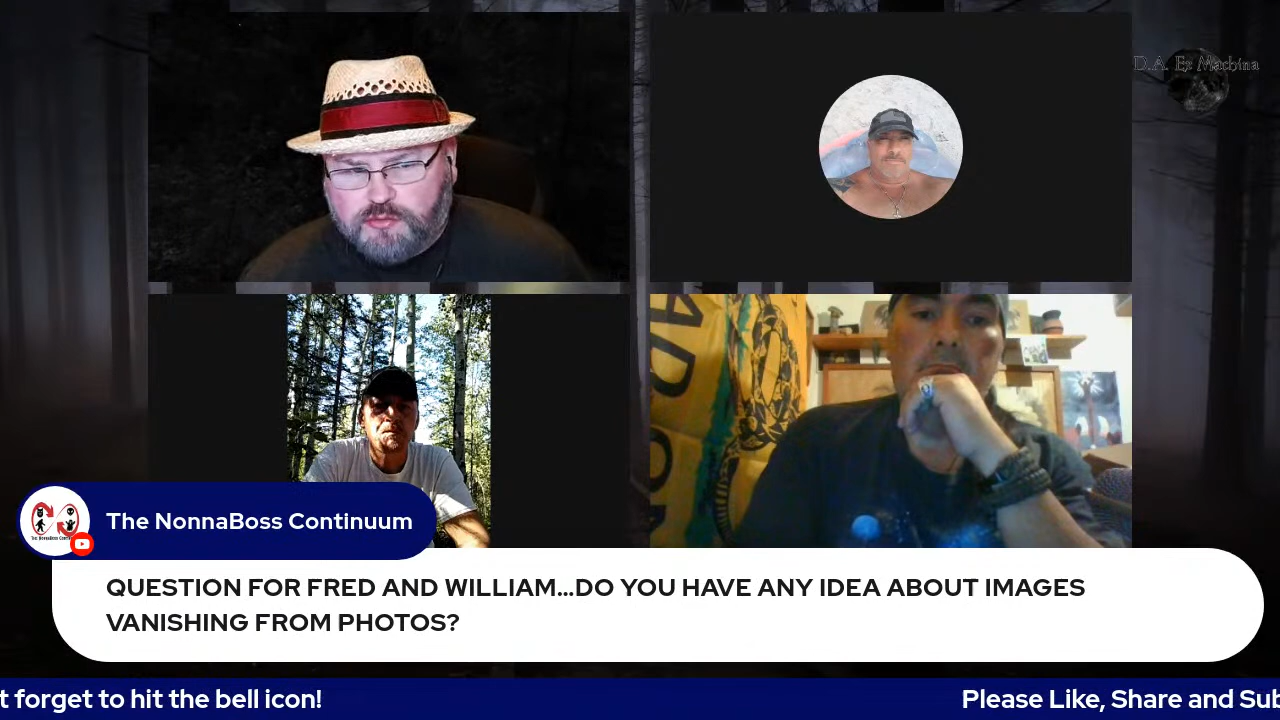 D.A. Ex Machina
The NonnaBoss Continuum
QUESTION FOR FRED AND WILLIAM...DO YOU HAVE ANY IDEA ABOUT IMAGES
VANISHING FROM PHOTOS?
t forget to hit the bell icon!
Please Like, Share and Sub